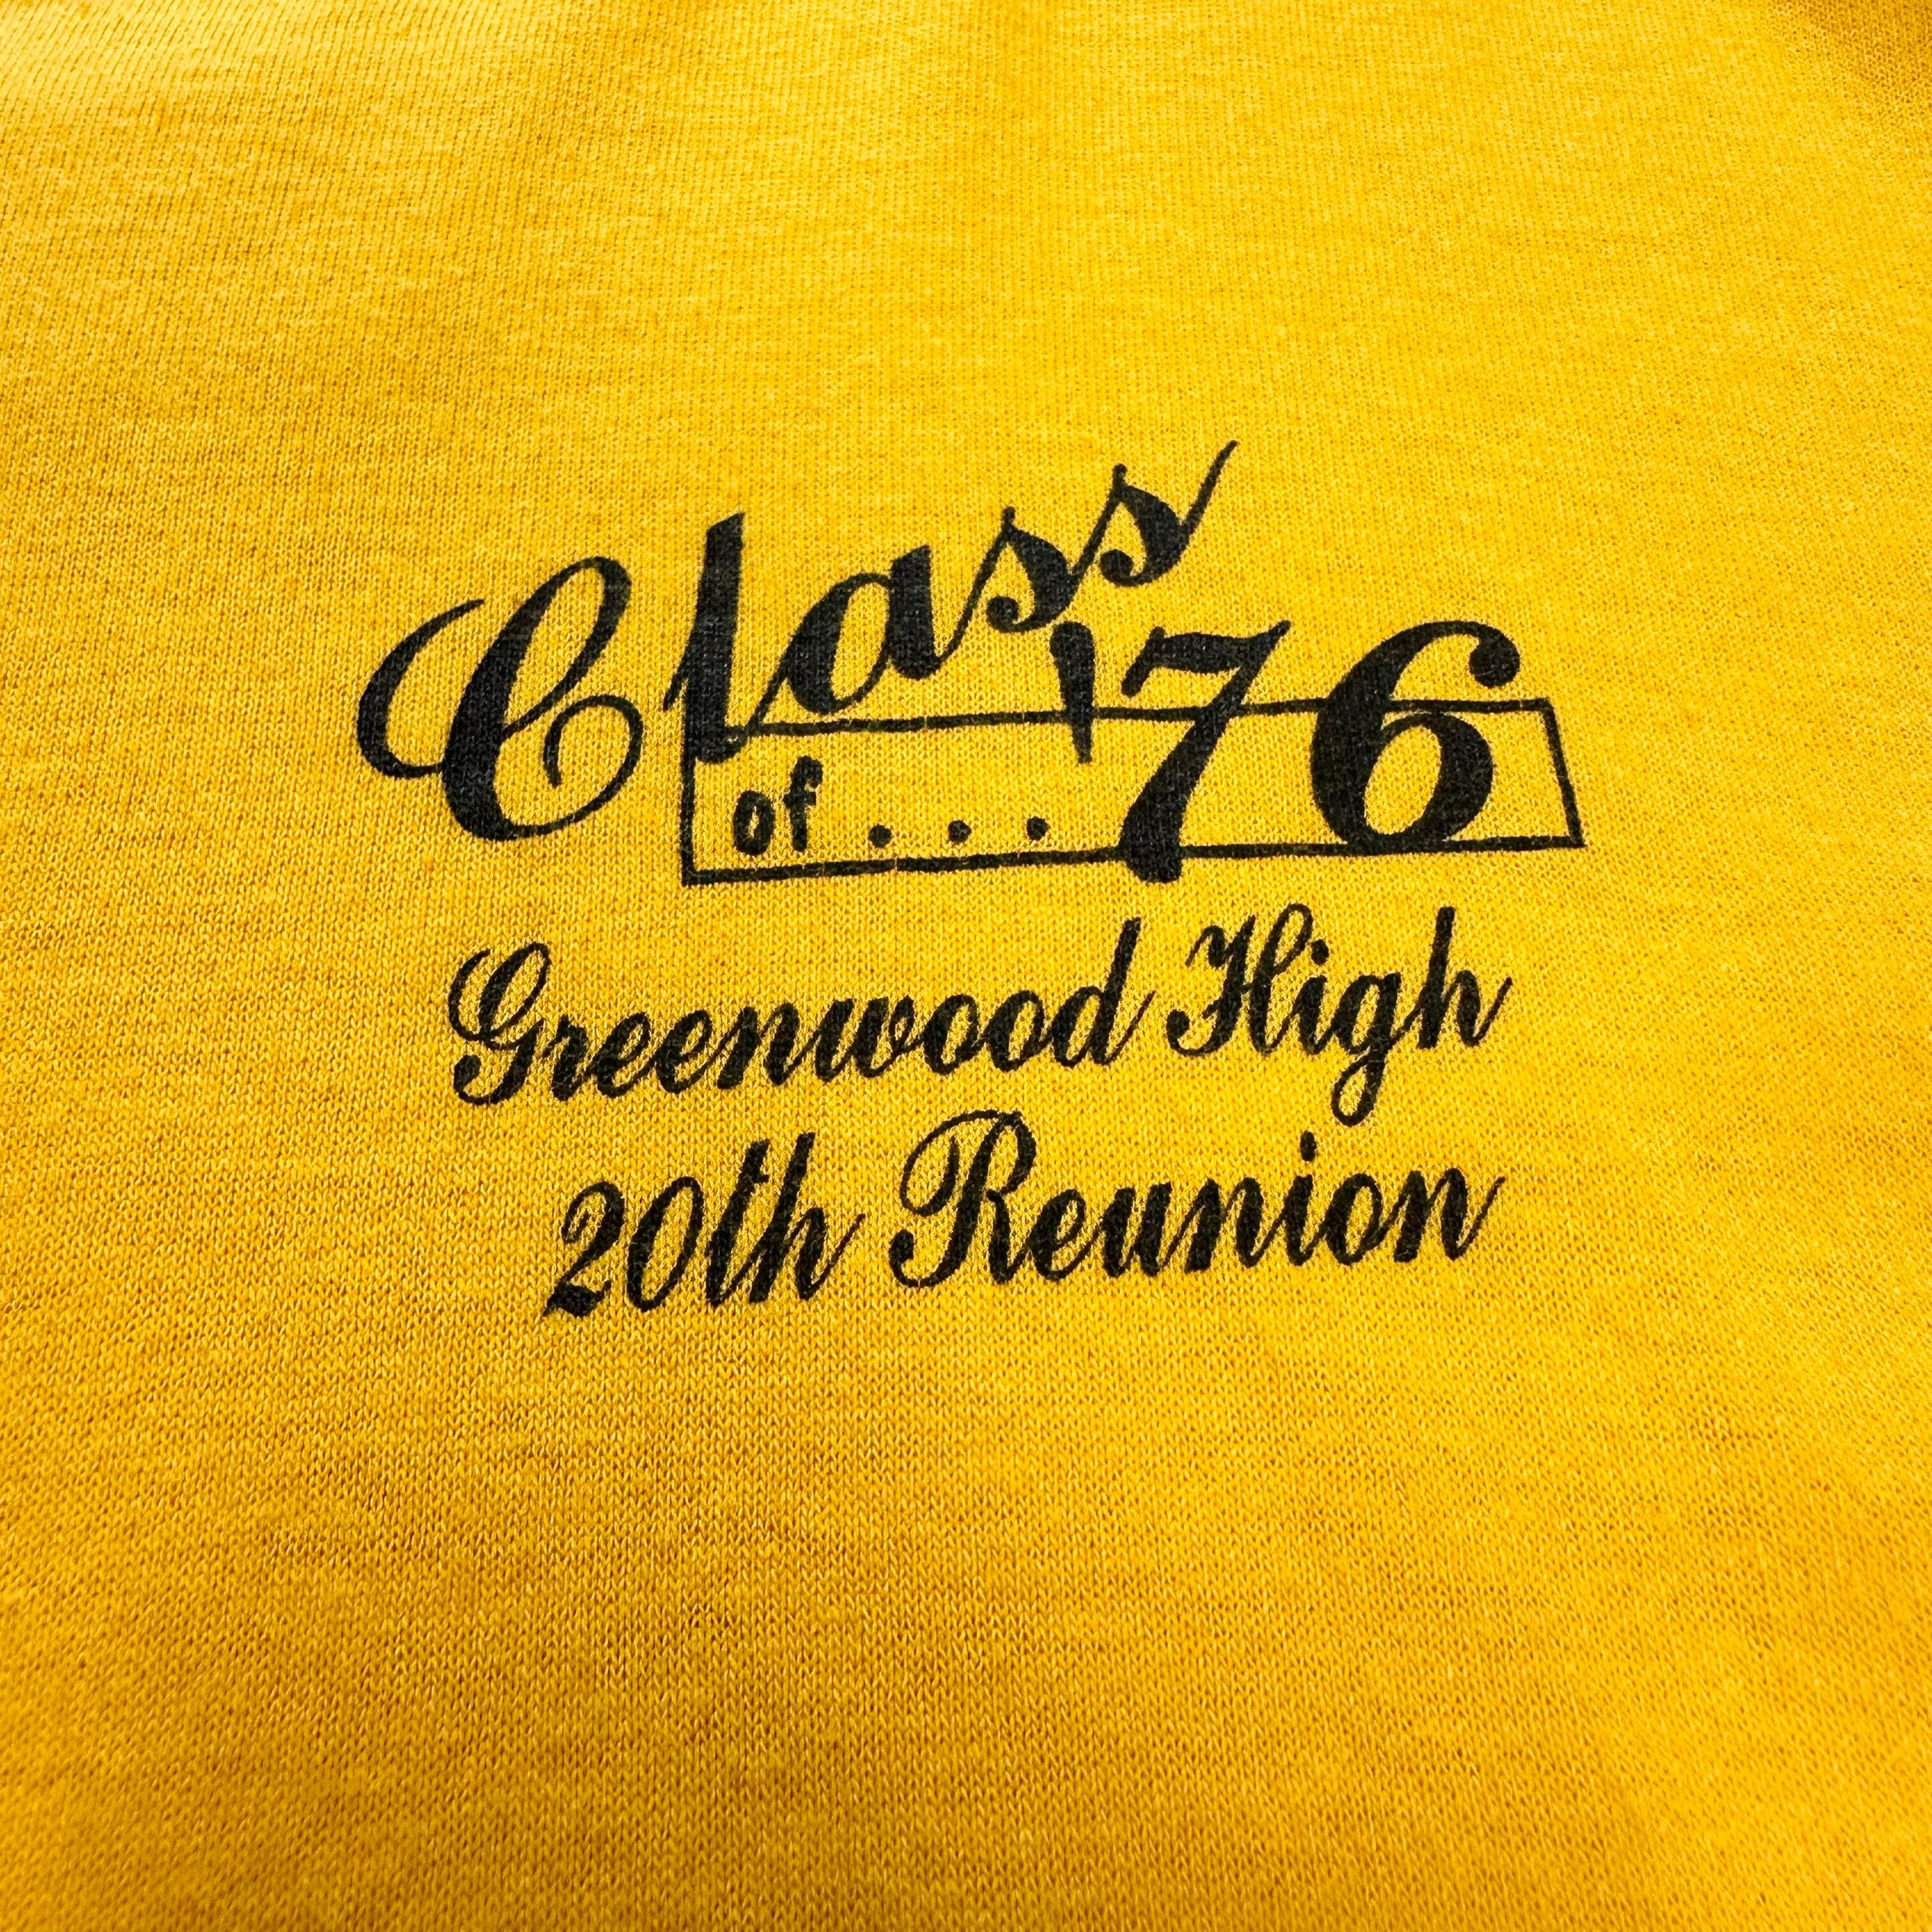 Class
of...'76
Greenwood High
20th Reunion